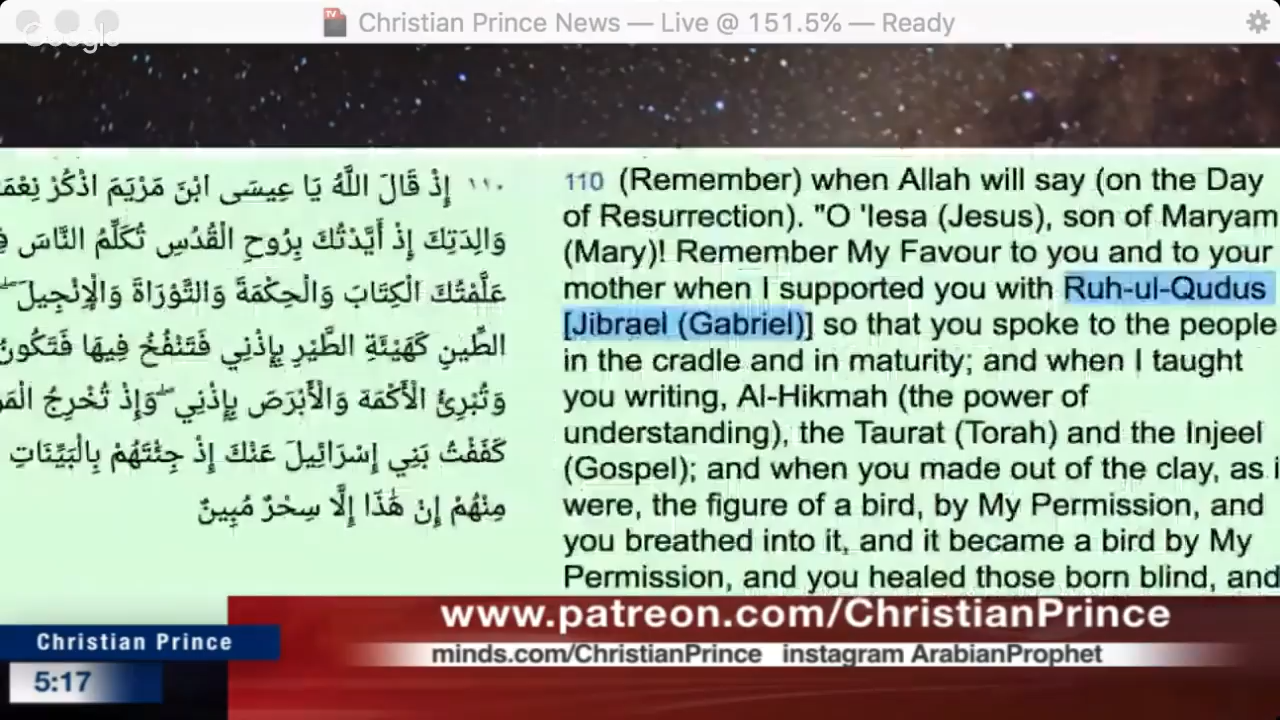 Christian Prince News — Live @ 151.5% — Ready
Google
١١٠ إِذْ قَالَ اللَّهُ يَا عِيسَى ابْنَ مَرْيَمَ اذْكُرْ
وَالِدَتِكَ إِذْ أَيَّدْتُكَ بِرُوحِ الْقُدُسِ تُكَلِّمُ النَّاسَ
عَلَّمْتُكَ الْكِتَابَ وَالْحِكْمَةَ وَالتَّوْرَاةَ وَالْإِنْجِيلَ ۖ
الطِّينِ كَهَيْئَةِ الطَّيْرِ بِإِذْنِي فَتَنْفُخُ فِيهَا
وَتُبْرِئُ الْأَكْمَهَ وَالْأَبْرَصَ بِإِذْنِي ۖ وَإِذْ تُخْرِجُ
كَفَفْتُ بَنِي إِسْرَائِيلَ عَنْكَ إِذْ جِئْتَهُمْ بِالْبَيِّنَاتِ
مِنْهُمْ إِنْ هَٰذَا إِلَّا سِحْرٌ مُبِينٌ
110 (Remember) when Allah will say (on the Day
of Resurrection). "O 'Iesa (Jesus), son of Maryam
(Mary)! Remember My Favour to you and to your
mother when I supported you with Ruh-ul-Qudus
[Jibrael (Gabriel)] so that you spoke to the people
in the cradle and in maturity; and when I taught
you writing, Al-Hikmah (the power of
understanding), the Taurat (Torah) and the Injeel
(Gospel); and when you made out of the clay, as i
were, the figure of a bird, by My Permission, and
you breathed into it, and it became a bird by My
Permission, and you healed those born blind, and
www.patreon.com/ChristianPrince
Christian Prince
minds.com/ChristianPrince instagram ArabianProphet
5:17